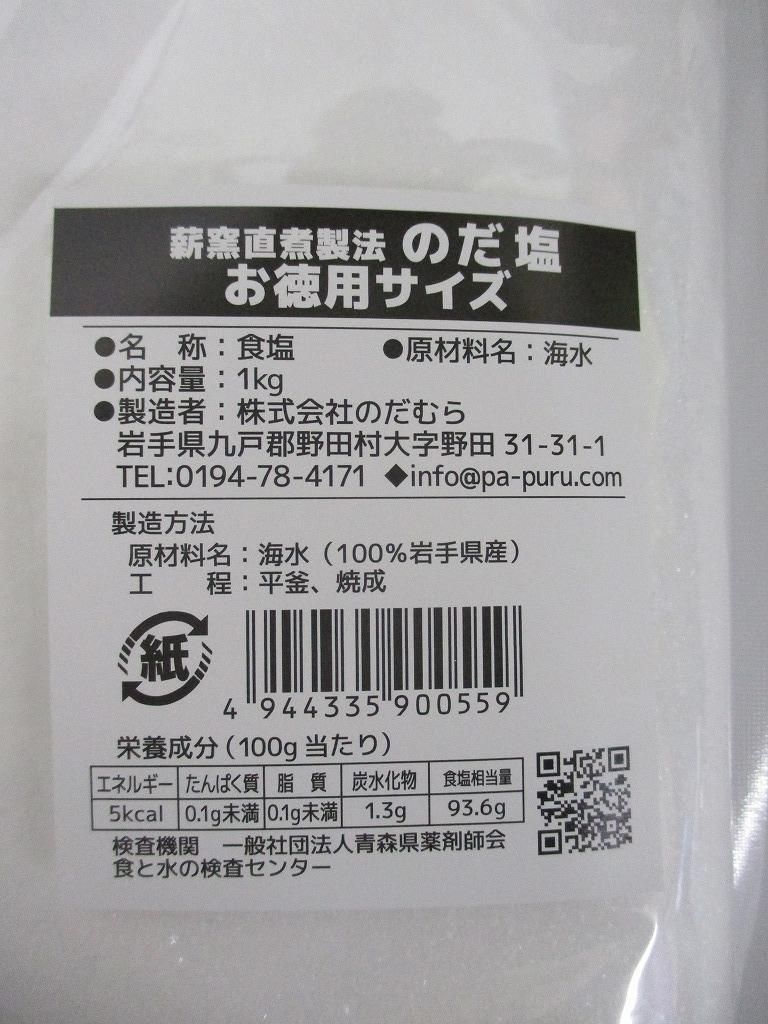 薪窯直煮製法 のだ塩
お徳用サイズ
●名 称：食塩 ●原材料名：海水
●内容量：1kg
●製造者：株式会社のだむら
岩手県九戸郡野田村大字野田 31-31-1
TEL:0194-78-4171 ◆info@pa-puru.com
製造方法
原材料名：海水（100%岩手県産）
工 程：平釜、焼成
紙
4 944335 900559
栄養成分（100g 当たり）
エネルギー たんぱく質 脂 質 炭水化物 食塩相当量
5kcal 0.1g未満 0.1g未満 1.3g 93.6g
検査機関 一般社団法人青森県薬剤師会
食と水の検査センター